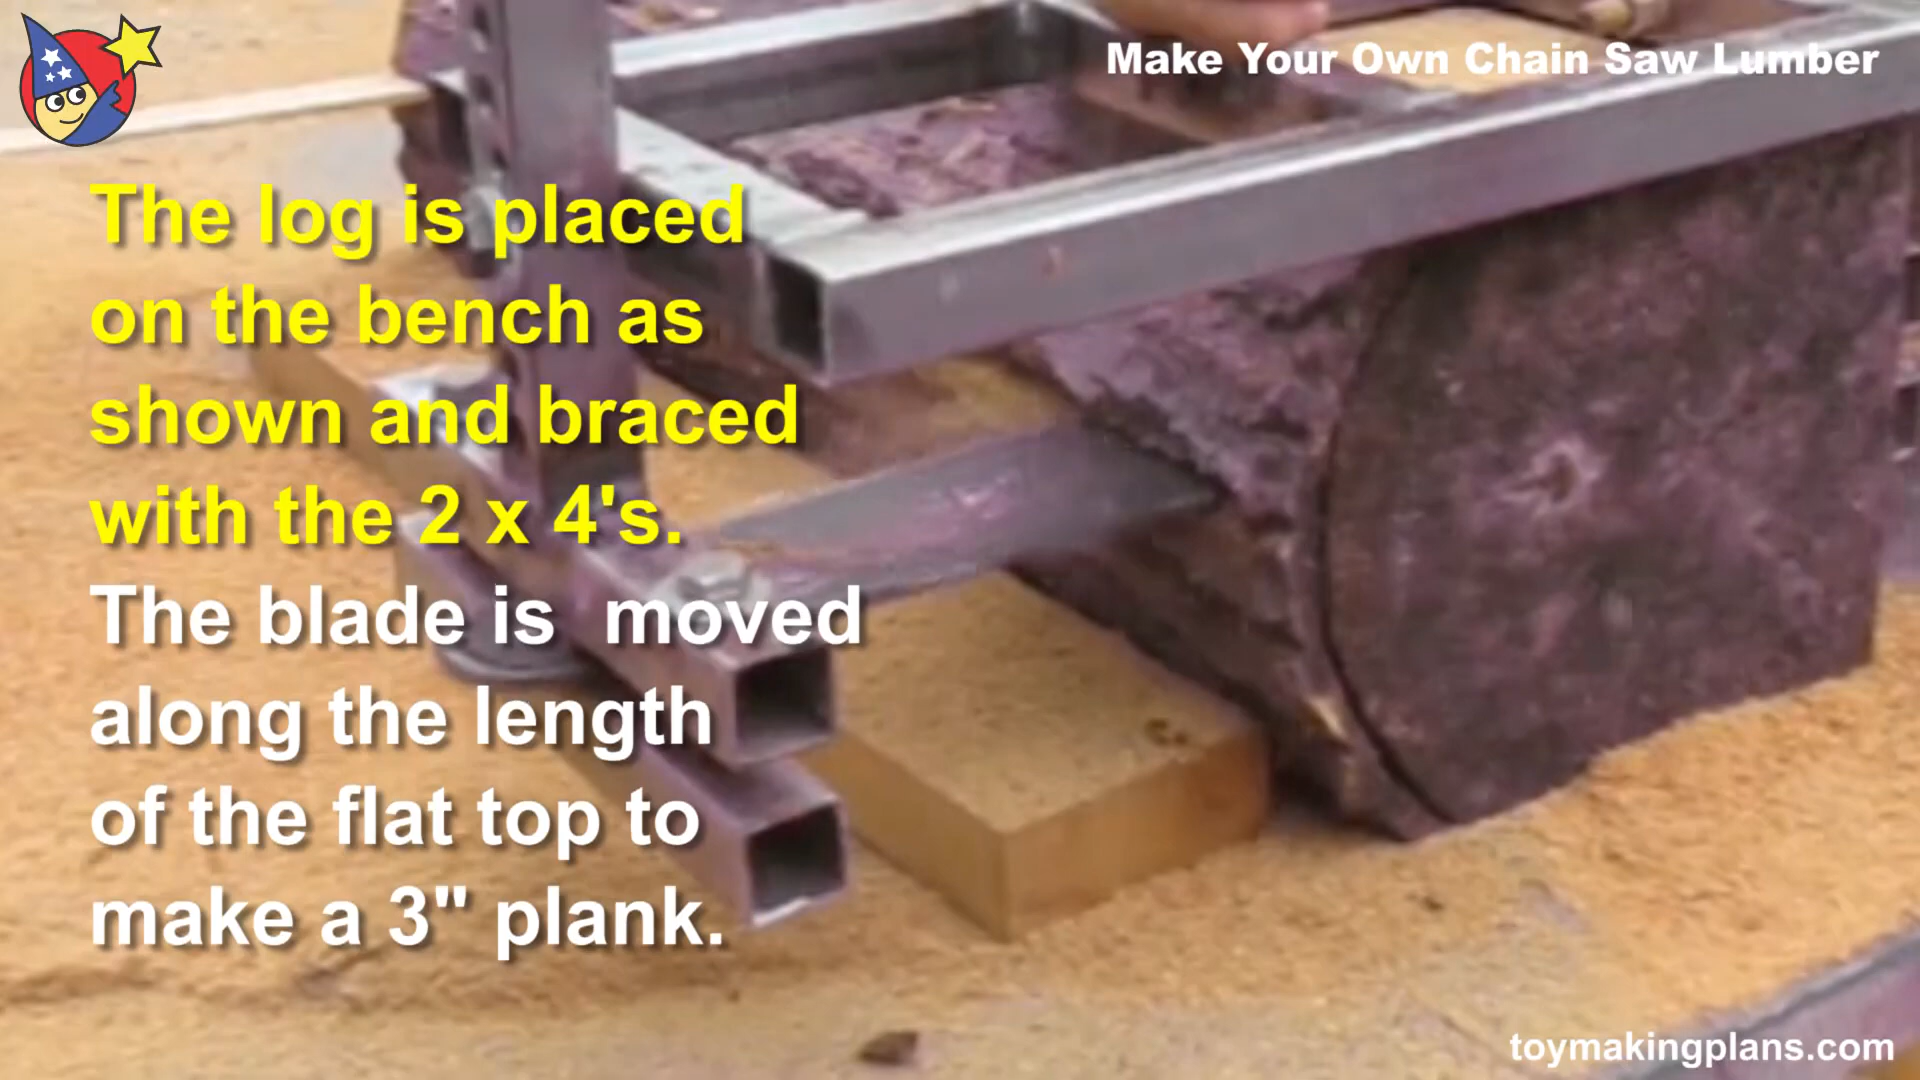 Make Your Own Chain Saw Lumber
The log is placed
on the bench as
shown and braced
with the 2 x 4's.
The blade is  moved
along the length
of the flat top to
make a 3" plank.
toymakingplans.com